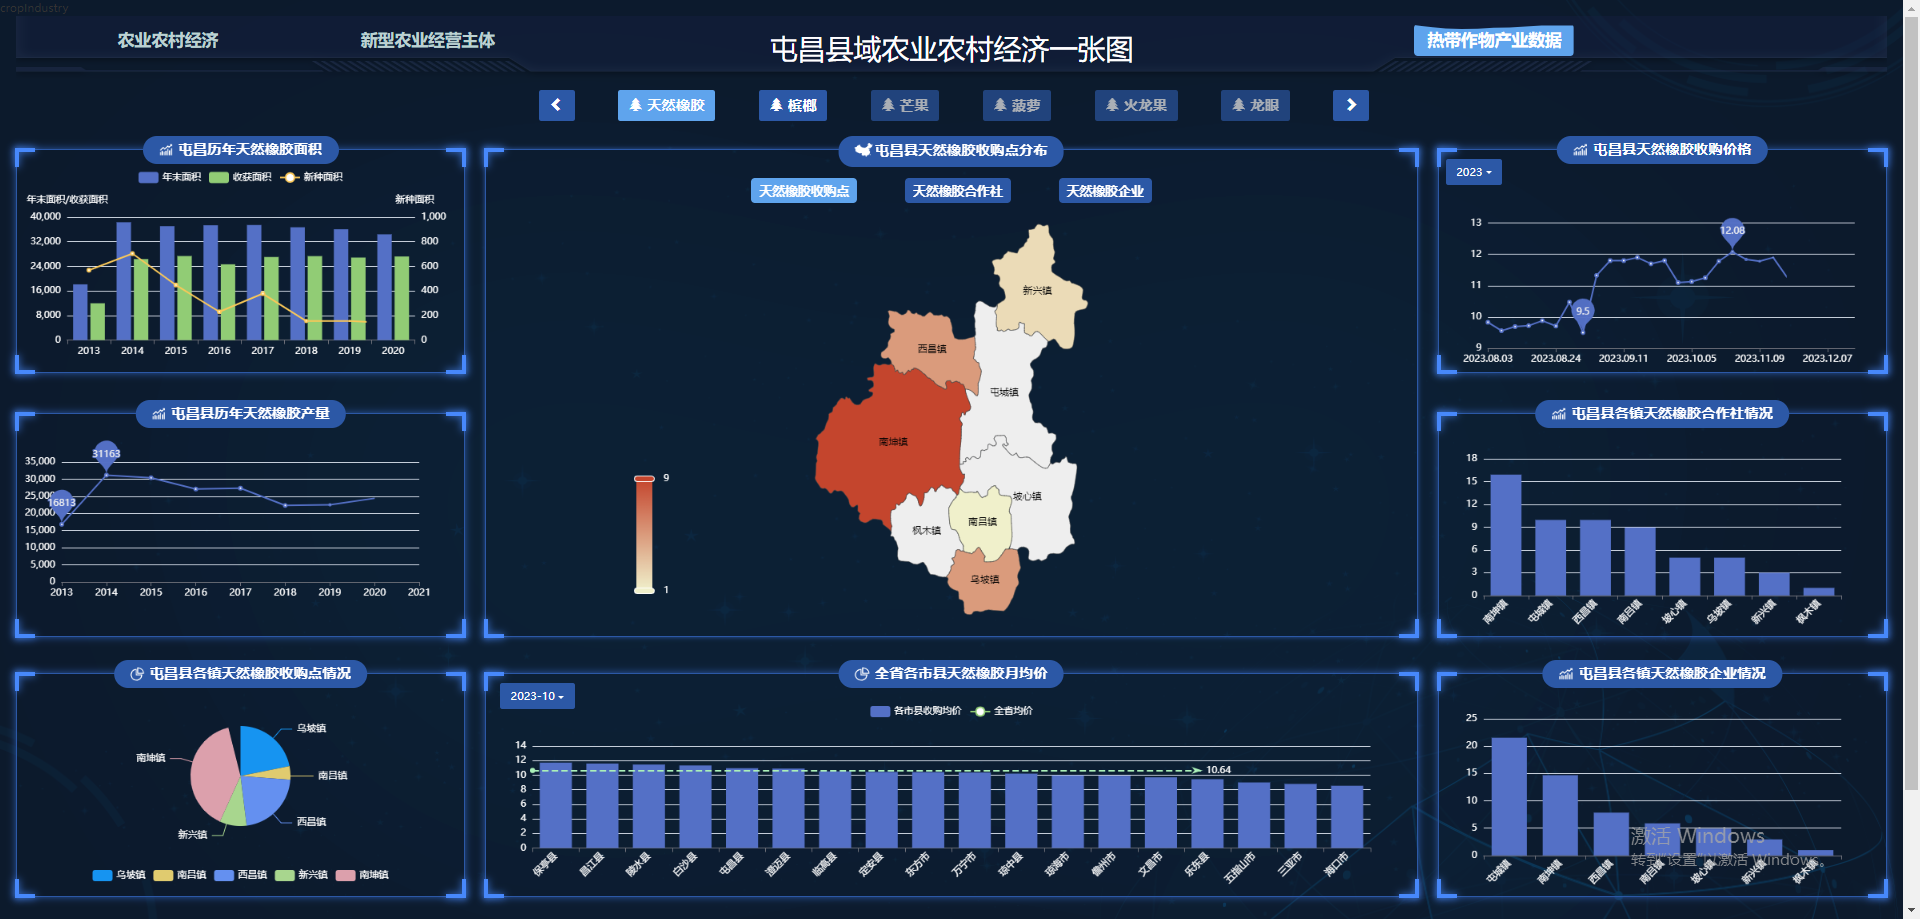 cropIndustry
农业农村经济
新型农业经营主体
屯昌县域农业农村经济一张图
热带作物产业数据
天然橡胶
槟榔
芒果
菠萝
火龙果
龙眼
屯昌历年天然橡胶面积
年末面积 收获面积 新种面积
年末面积/收获面积 新种面积
40,000 1,000
32,000 800
24,000 600
16,000 400
8,000 200
0 0
2013 2014 2015 2016 2017 2018 2019 2020
屯昌县历年天然橡胶产量
31163
16813
35,000
30,000
25,000
20,000
15,000
10,000
5,000
0
2013 2014 2015 2016 2017 2018 2019 2020 2021
屯昌县各镇天然橡胶收购点情况
乌坡镇
南坤镇
南吕镇
西昌镇
新兴镇
乌坡镇 南吕镇 西昌镇 新兴镇 南坤镇
屯昌县天然橡胶收购点分布
天然橡胶收购点 天然橡胶合作社 天然橡胶企业
新兴镇
西昌镇
屯城镇
南坤镇
坡心镇
南吕镇
枫木镇
乌坡镇
9
1
全省各市县天然橡胶月均价
2023-10
各市县收购均价 全省均价
14
12
10
8
6
4
2
0
10.64
保亭县 昌江县 陵水县 白沙县 屯昌县 澄迈县 临高县 定安县 东方市 万宁市 琼中县 琼海市 儋州市 文昌市 乐东县 五指山市 三亚市 海口市
屯昌县天然橡胶收购价格
2023
13
12
11
10
9
12.08
9.5
2023.08.03 2023.08.24 2023.09.11 2023.10.05 2023.11.09 2023.12.07
屯昌县各镇天然橡胶合作社情况
18
15
12
9
6
3
0
南坤镇 屯城镇 西昌镇 南吕镇 坡心镇 乌坡镇 新兴镇 枫木镇
屯昌县各镇天然橡胶企业情况
25
20
15
10
5
0
屯城镇 南坤镇 西昌镇 南吕镇 坡心镇 新兴镇 枫木镇
激活 Windows
转到"设置"以激活 Windows。